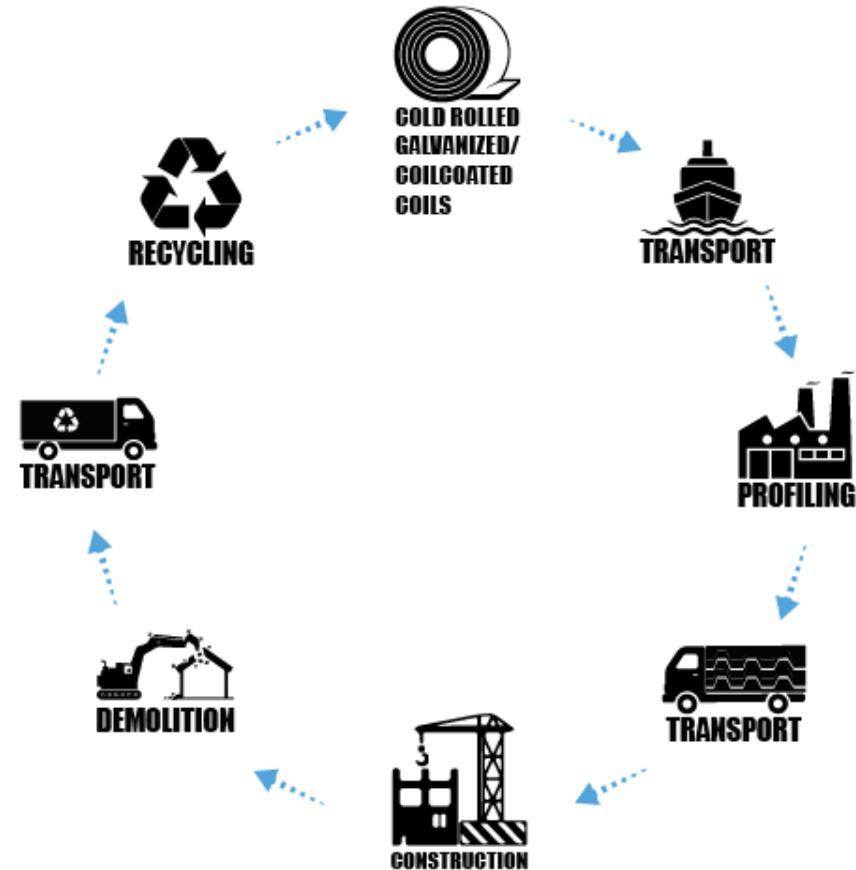 COLD ROLLED
GALVANIZED/
COILCOATED
COILS
TRANSPORT
PROFILING
TRANSPORT
CONSTRUCTION
DEMOLITION
TRANSPORT
RECYCLING